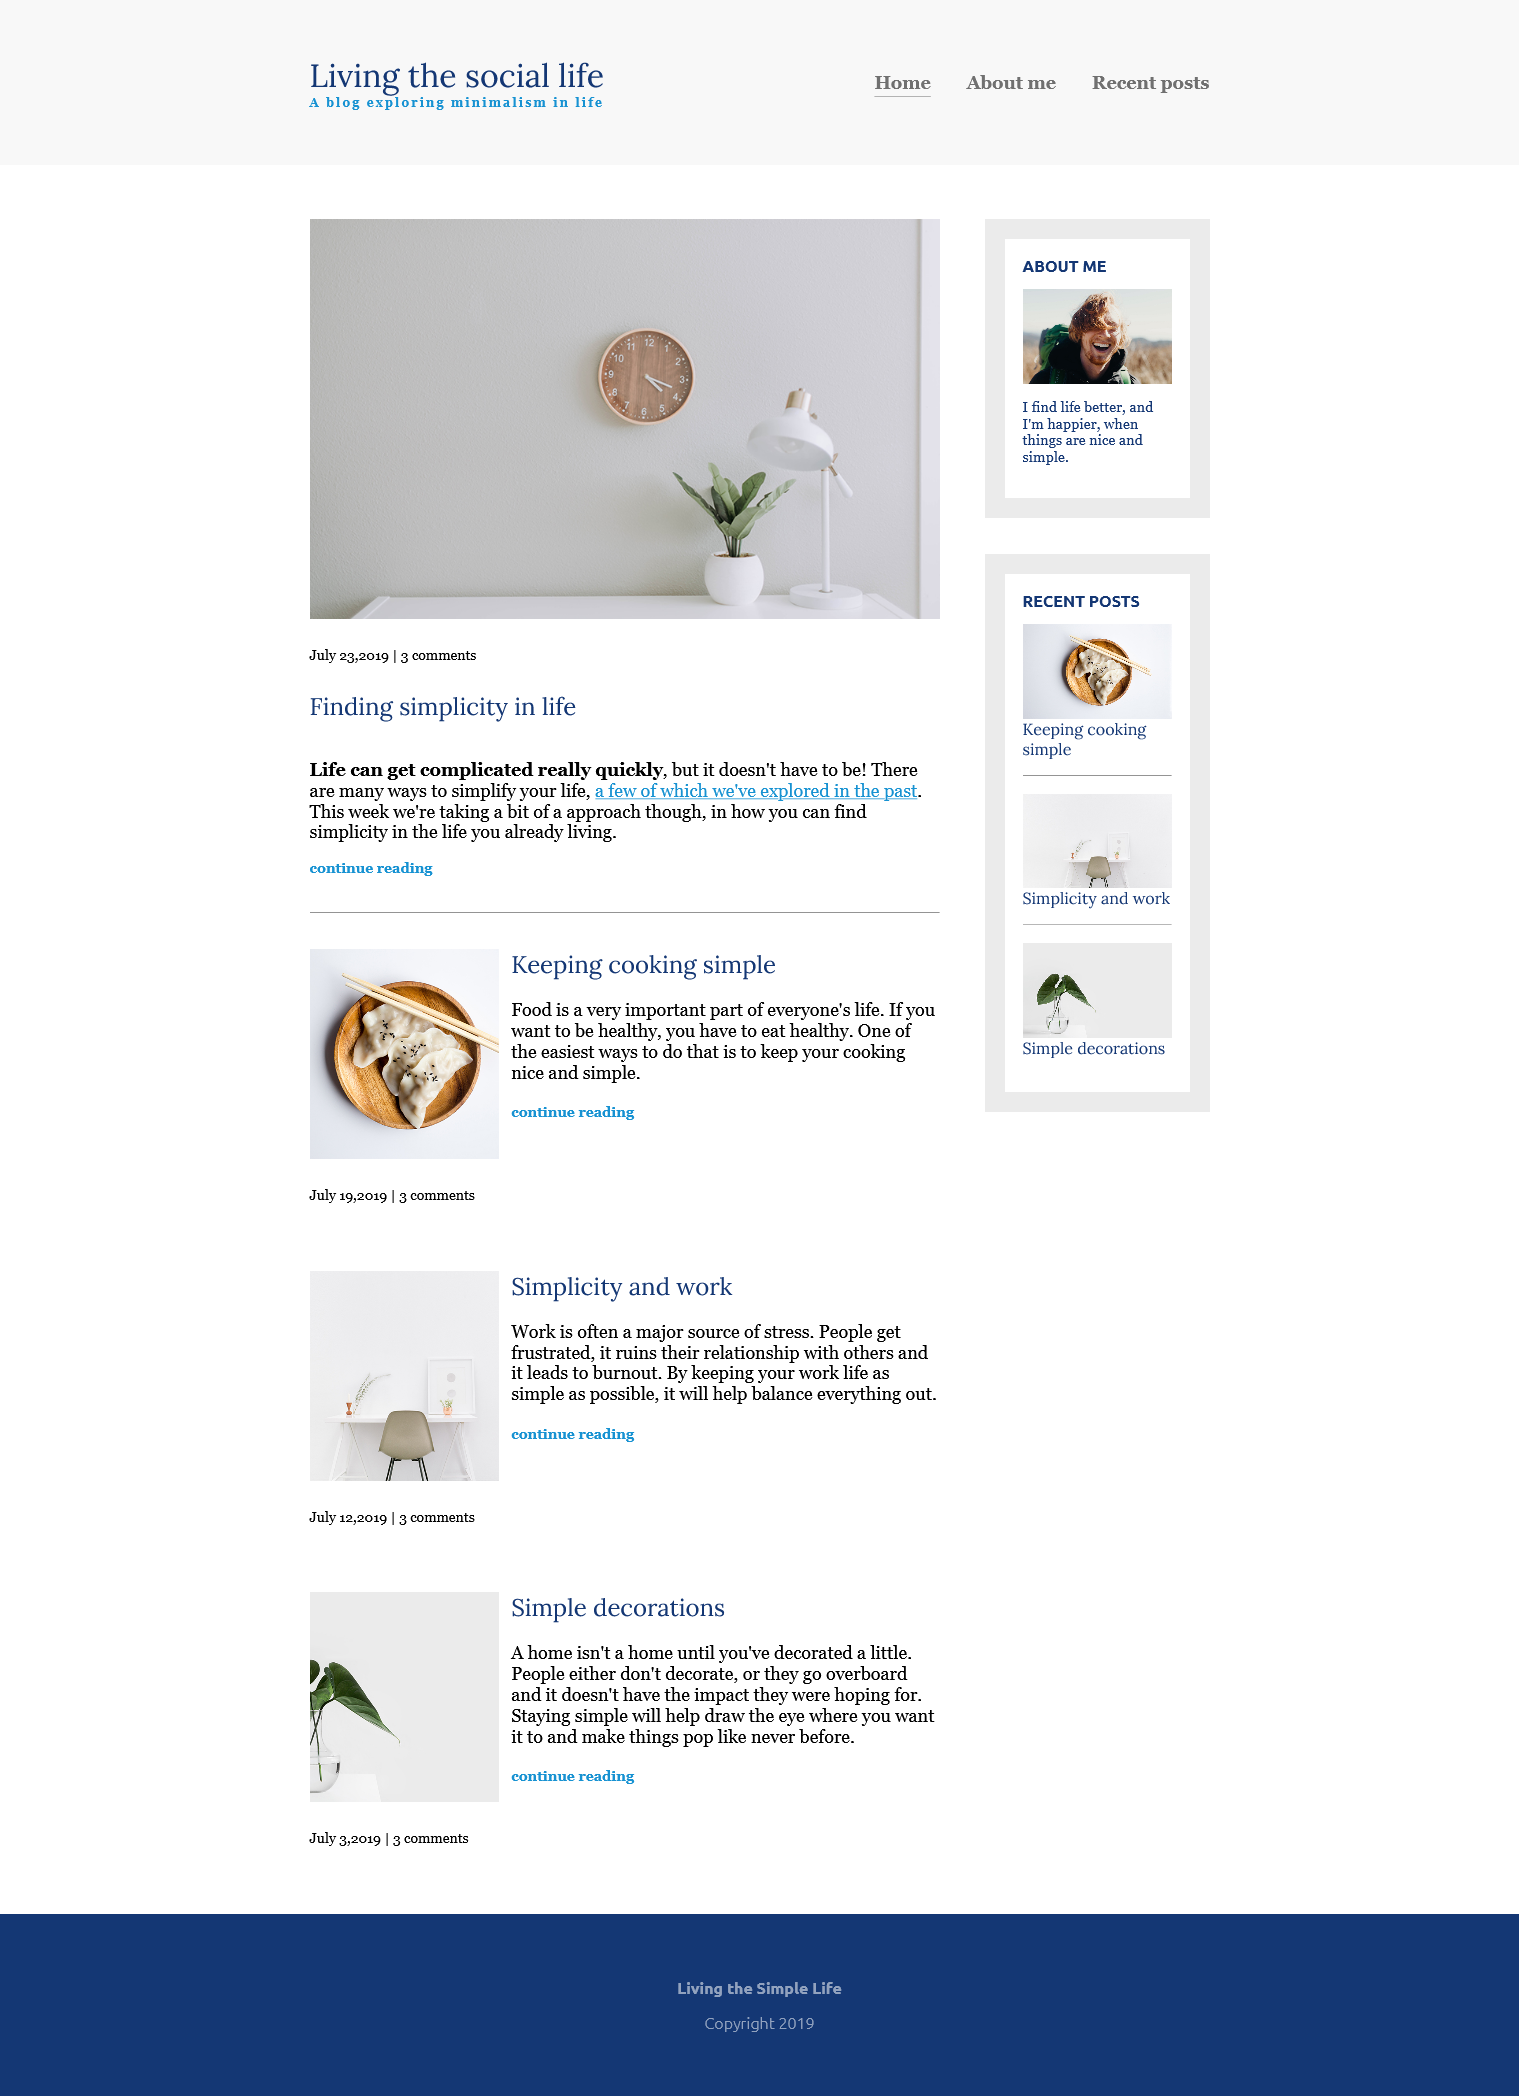 Living the social life
A blog exploring minimalism in life
Home
About me
Recent posts
12
1
2
3
4
5
6
7
8
9
10
11
July 23,2019 | 3 comments
Finding simplicity in life
Life can get complicated really quickly, but it doesn't have to be! There
are many ways to simplify your life, a few of which we've explored in the past.
This week we're taking a bit of a approach though, in how you can find
simplicity in the life you already living.
continue reading
Keeping cooking simple
Food is a very important part of everyone's life. If you
want to be healthy, you have to eat healthy. One of
the easiest ways to do that is to keep your cooking
nice and simple.
continue reading
July 19,2019 | 3 comments
Simplicity and work
Work is often a major source of stress. People get
frustrated, it ruins their relationship with others and
it leads to burnout. By keeping your work life as
simple as possible, it will help balance everything out.
continue reading
July 12,2019 | 3 comments
Simple decorations
A home isn't a home until you've decorated a little.
People either don't decorate, or they go overboard
and it doesn't have the impact they were hoping for.
Staying simple will help draw the eye where you want
it to and make things pop like never before.
continue reading
July 3,2019 | 3 comments
ABOUT ME
I find life better, and
I'm happier, when
things are nice and
simple.
RECENT POSTS
Keeping cooking
simple
Simplicity and work
Simple decorations
Living the Simple Life
Copyright 2019